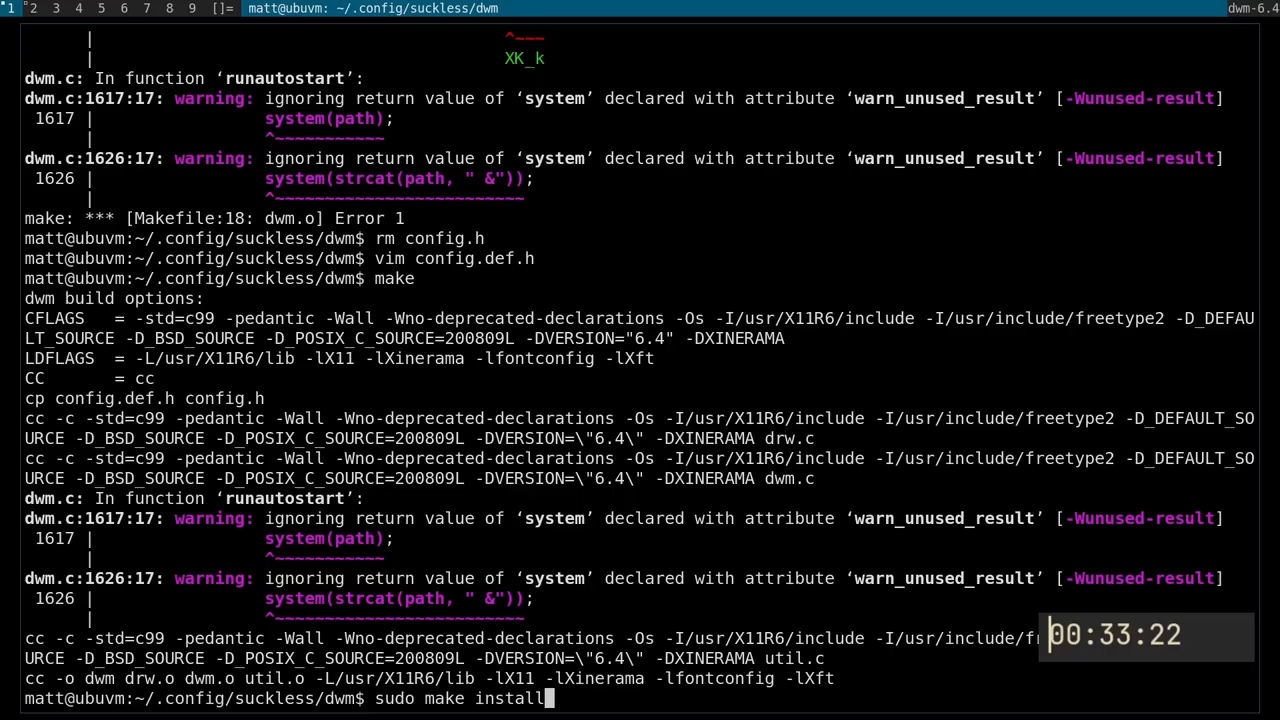 1 2 3 4 5 6 7 8 9 []= matt@ubuvm: ~/.config/suckless/dwm dwm-6.4
| ^~~~
| XK_k
dwm.c: In function ‘runautostart’:
dwm.c:1617:17: warning: ignoring return value of ‘system’ declared with attribute ‘warn_unused_result’ [-Wunused-result]
1617 | system(path);
| ^~~~~~~~~~~~
dwm.c:1626:17: warning: ignoring return value of ‘system’ declared with attribute ‘warn_unused_result’ [-Wunused-result]
1626 | system(strcat(path, " &"));
| ^~~~~~~~~~~~~~~~~~~~~~~~~~
make: *** [Makefile:18: dwm.o] Error 1
matt@ubuvm:~/.config/suckless/dwm$ rm config.h
matt@ubuvm:~/.config/suckless/dwm$ vim config.def.h
matt@ubuvm:~/.config/suckless/dwm$ make
dwm build options:
CFLAGS   = -std=c99 -pedantic -Wall -Wno-deprecated-declarations -Os -I/usr/X11R6/include -I/usr/include/freetype2 -D_DEFAU
LT_SOURCE -D_BSD_SOURCE -D_POSIX_C_SOURCE=200809L -DVERSION="6.4" -DXINERAMA
LDFLAGS  = -L/usr/X11R6/lib -lX11 -lXinerama -lfontconfig -lXft
CC       = cc
cp config.def.h config.h
cc -c -std=c99 -pedantic -Wall -Wno-deprecated-declarations -Os -I/usr/X11R6/include -I/usr/include/freetype2 -D_DEFAULT_SO
URCE -D_BSD_SOURCE -D_POSIX_C_SOURCE=200809L -DVERSION=\"6.4\" -DXINERAMA drw.c
cc -c -std=c99 -pedantic -Wall -Wno-deprecated-declarations -Os -I/usr/X11R6/include -I/usr/include/freetype2 -D_DEFAULT_SO
URCE -D_BSD_SOURCE -D_POSIX_C_SOURCE=200809L -DVERSION=\"6.4\" -DXINERAMA dwm.c
dwm.c: In function ‘runautostart’:
dwm.c:1617:17: warning: ignoring return value of ‘system’ declared with attribute ‘warn_unused_result’ [-Wunused-result]
1617 | system(path);
| ^~~~~~~~~~~~
dwm.c:1626:17: warning: ignoring return value of ‘system’ declared with attribute ‘warn_unused_result’ [-Wunused-result]
1626 | system(strcat(path, " &"));
| ^~~~~~~~~~~~~~~~~~~~~~~~~~
cc -c -std=c99 -pedantic -Wall -Wno-deprecated-declarations -Os -I/usr/X11R6/include -I/usr/include/fr
URCE -D_BSD_SOURCE -D_POSIX_C_SOURCE=200809L -DVERSION=\"6.4\" -DXINERAMA util.c
00:33:22
cc -o dwm drw.o dwm.o util.o -L/usr/X11R6/lib -lX11 -lXinerama -lfontconfig -lXft
matt@ubuvm:~/.config/suckless/dwm$ sudo make install